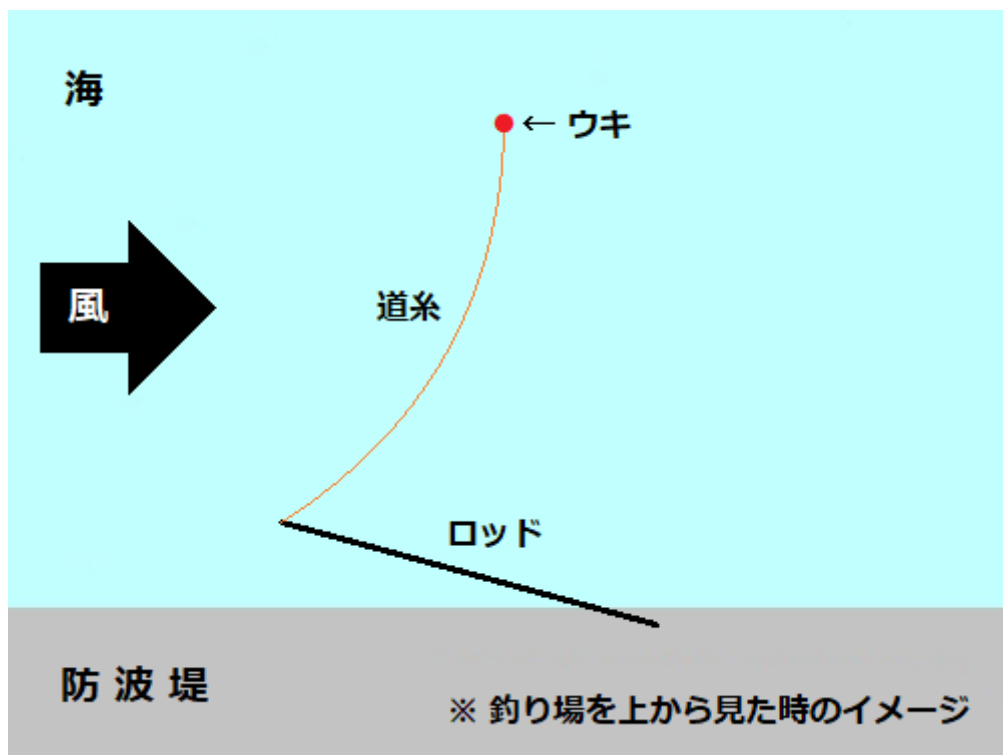 海
← ウキ
風
道糸
ロッド
防 波 堤
※ 釣り場を上から見た時のイメージ